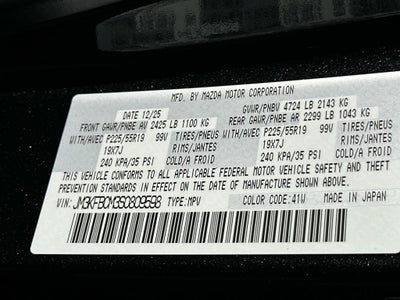 MFD. BY MAZDA MOTOR CORPORATION
DATE 12/25 GVWR/PNBV 4724 LB 2143 KG
FRONT GAWR/PNBE AV 2425 LB 1100 KG REAR GAWR/PNBE AR 2299 LB 1043 KG
WITH/AVEC P225/55R19 99V TIRES/PNEUS WITH/AVEC P225/55R19 99V TIRES/PNEUS
19X7J RIMS/JANTES 19X7J RIMS/JANTES
240 KPA/35 PSI COLD/A FROID 240 KPA/35 PSI COLD/A FROID
THIS VEHICLE CONFORMS TO ALL APPLICABLE FEDERAL MOTOR VEHICLE SAFETY AND THEFT
PREVENTION STANDARDS IN EFFECT ON THE DATE OF MANUFACTURE SHOWN ABOVE.
VIN: JM3KFBCM3S0809598 TYPE:MPV COLOR CODE:41W MADE IN JAPAN